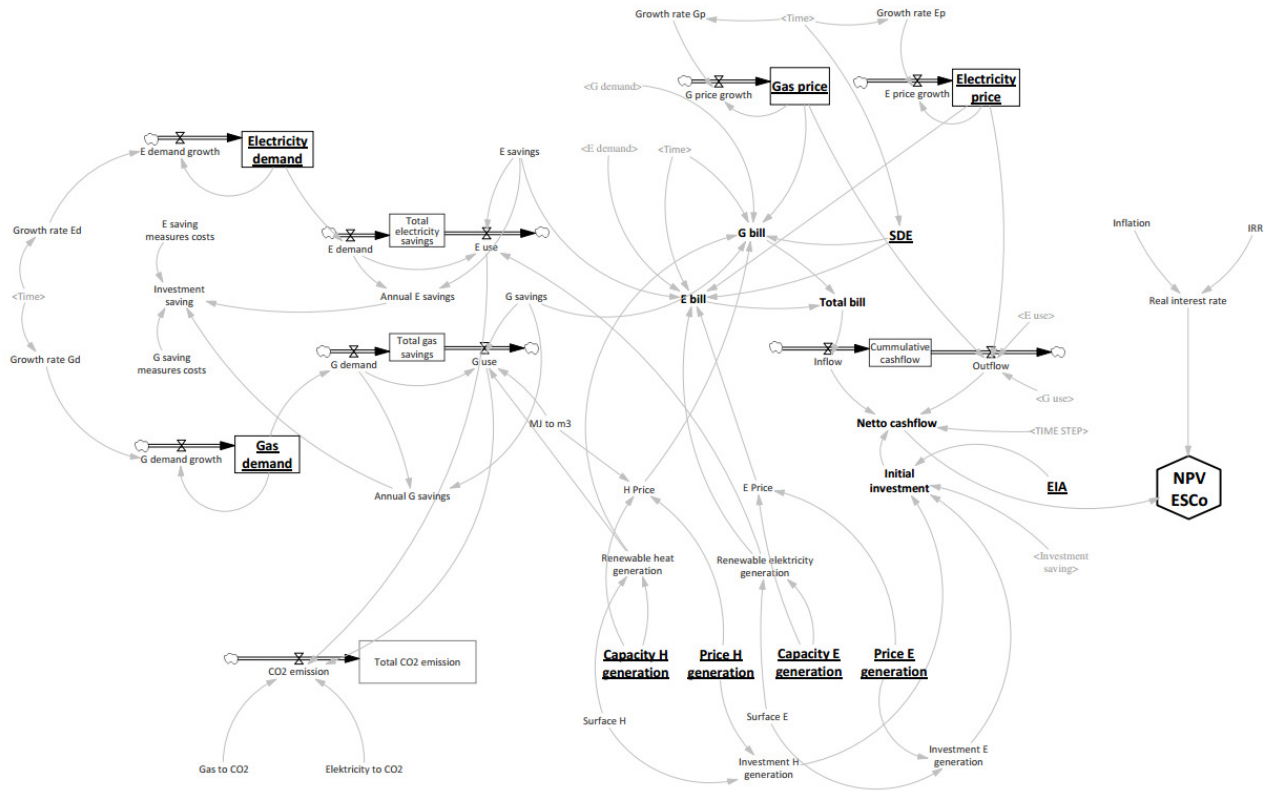 Growth rate Gp
<Time>
Growth rate Ep
Gas price
G price growth
Electricity
price
E price growth
<G demand>
Electricity
demand
E demand growth
E savings
<E demand>
<Time>
Growth rate Ed
E saving
measures costs
Total
electricity
savings
E demand
E use
G bill
SDE
Inflation
IRR
<Time>
Investment
saving
Annual E savings
G savings
E bill
Total bill
Real interest rate
<E use>
Growth rate Gd
G saving
measures costs
Total gas
savings
G demand
G use
Cummulative
cashflow
Inflow
Outflow
<G use>
Netto cashflow
<TIME STEP>
MJ to m3
Gas
demand
G demand growth
Annual G savings
H Price
E Price
Initial
investment
EIA
NPV
ESCo
Renewable heat
generation
Renewable elektricity
generation
<Investment
saving>
Total CO2 emission
CO2 emission
Capacity H
generation
Price H
generation
Capacity E
generation
Price E
generation
Surface H
Surface E
Gas to CO2
Elektricity to CO2
Investment H
generation
Investment E
generation